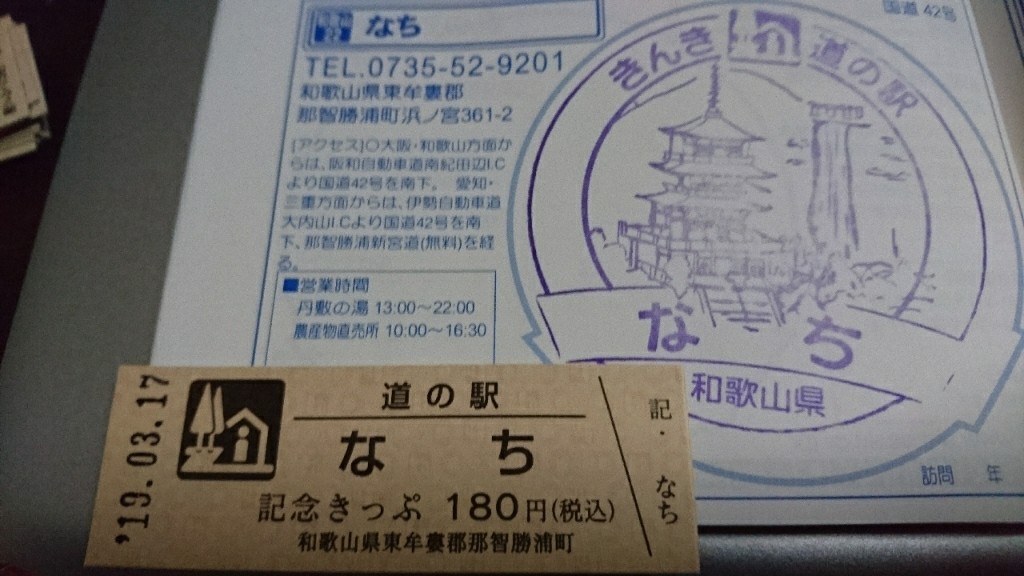 国道 42号
なち
TEL.0735-52-9201
和歌山県東牟婁郡
那智勝浦町浜ノ宮361-2
[アクセス]○大阪・和歌山方面か
らは、阪和自動車道南紀田辺I.C
より国道42号を南下。 愛知・
三重方面からは、伊勢自動車道
大内山I.Cより国道42号を南
下、那智勝浦新宮道(無料)を経
る。
■営業時間
丹敷の湯 13:00〜22:00
農産物直売所 10:00〜16:30
きんき 道の駅
なち
和歌山県
訪問 年
'19.03.17
道の駅
なち
記念きっぷ 180円(税込)
和歌山県東牟婁郡那智勝浦町
記・なち